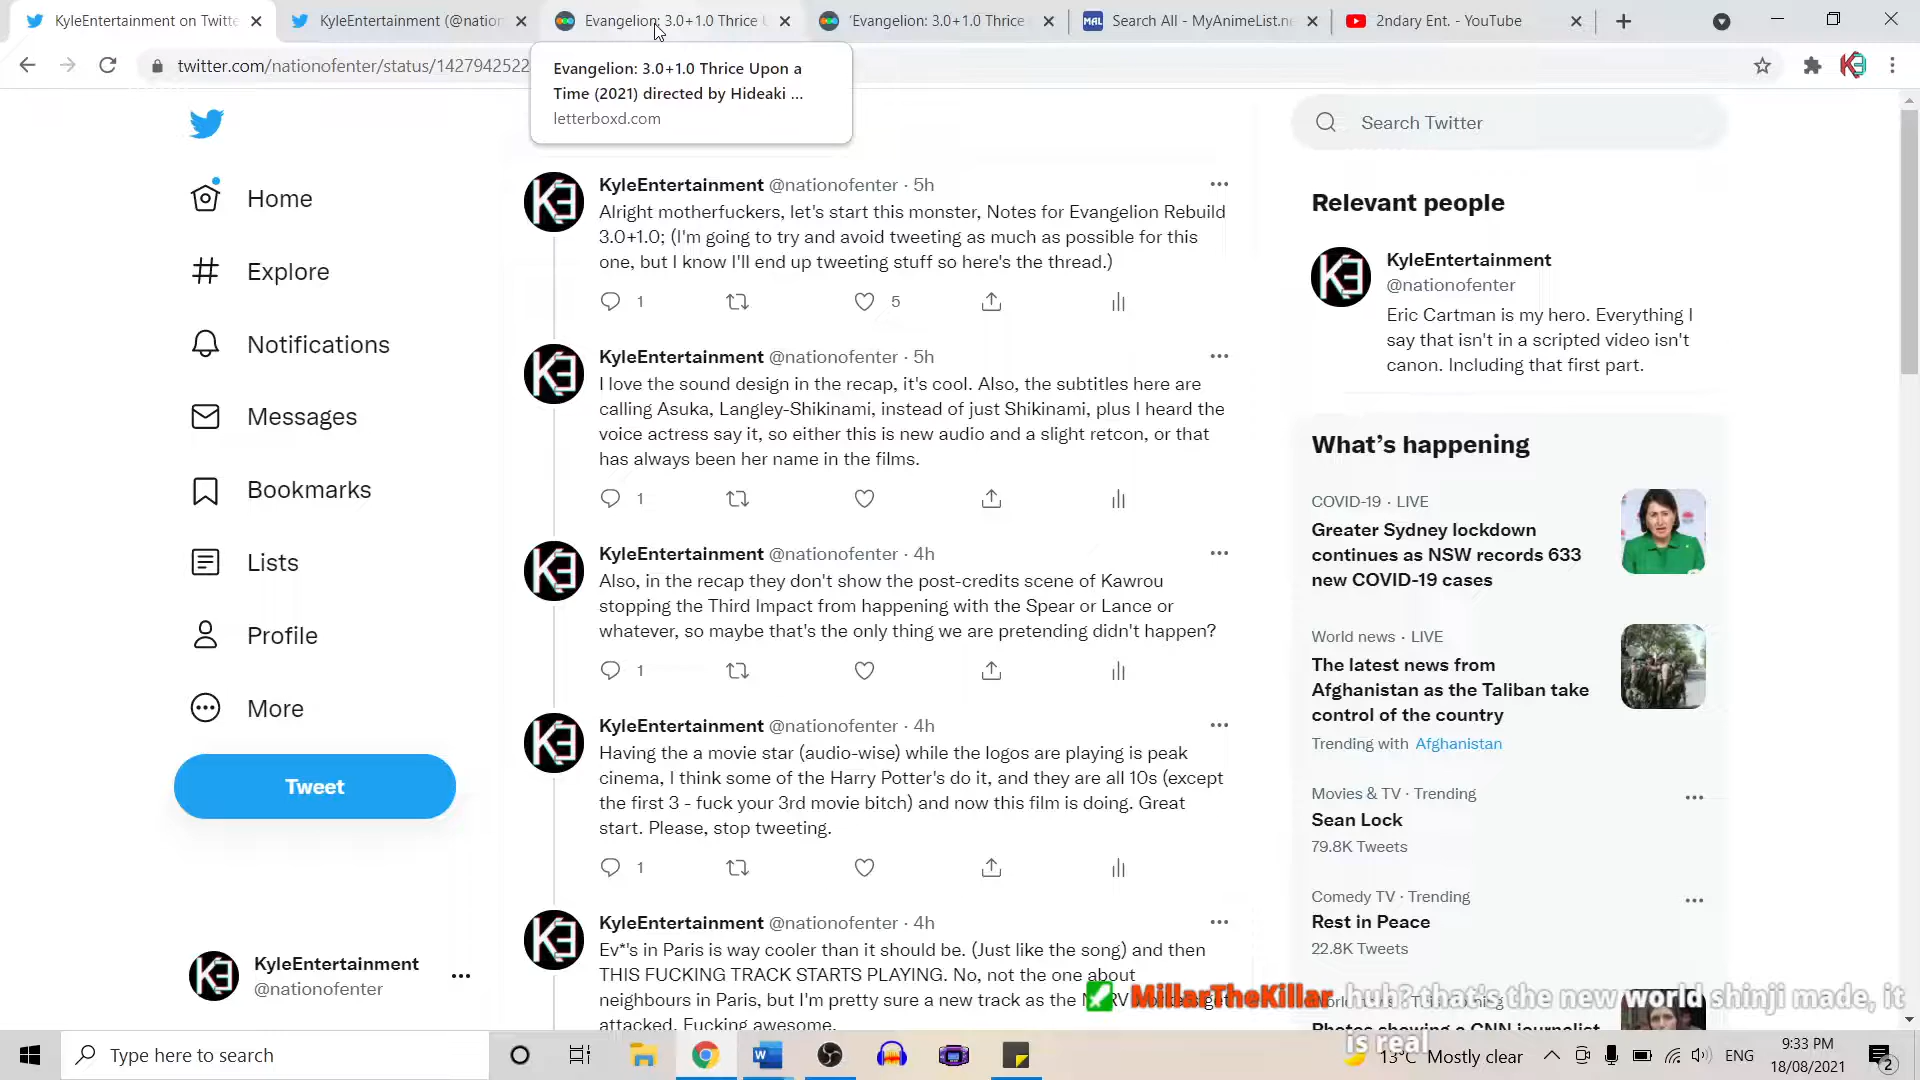 KyleEntertainment on Twitte
KyleEntertainment (@nation
Evangelion: 3.0+1.0 Thrice U
'Evangelion: 3.0+1.0 Thrice
Search All - MyAnimeList.ne
2ndary Ent. - YouTube
twitter.com/nationofenter/status/1427942522
Evangelion: 3.0+1.0 Thrice Upon a
Time (2021) directed by Hideaki ...
letterboxd.com
Search Twitter
Home
Explore
Notifications
Messages
Bookmarks
Lists
Profile
More
Tweet
KyleEntertainment
@nationofenter
KyleEntertainment @nationofenter · 5h
Alright motherfuckers, let's start this monster, Notes for Evangelion Rebuild
3.0+1.0; (I'm going to try and avoid tweeting as much as possible for this
one, but I know I'll end up tweeting stuff so here's the thread.)
1
5
KyleEntertainment @nationofenter · 5h
I love the sound design in the recap, it's cool. Also, the subtitles here are
calling Asuka, Langley-Shikinami, instead of just Shikinami, plus I heard the
voice actress say it, so either this is new audio and a slight retcon, or that
has always been her name in the films.
1
KyleEntertainment @nationofenter · 4h
Also, in the recap they don't show the post-credits scene of Kawrou
stopping the Third Impact from happening with the Spear or Lance or
whatever, so maybe that's the only thing we are pretending didn't happen?
1
KyleEntertainment @nationofenter · 4h
Having the a movie star (audio-wise) while the logos are playing is peak
cinema, I think some of the Harry Potter's do it, and they are all 10s (except
the first 3 - fuck your 3rd movie bitch) and now this film is doing. Great
start. Please, stop tweeting.
1
KyleEntertainment @nationofenter · 4h
Ev*'s in Paris is way cooler than it should be. (Just like the song) and then
THIS FUCKING TRACK STARTS PLAYING. No, not the one about
neighbours in Paris, but I'm pretty sure a new track as the
attacked. Fucking awesome.
Relevant people
KyleEntertainment
@nationofenter
Eric Cartman is my hero. Everything I
say that isn't in a scripted video isn't
canon. Including that first part.
What's happening
COVID-19 · LIVE
Greater Sydney lockdown
continues as NSW records 633
new COVID-19 cases
World news · LIVE
The latest news from
Afghanistan as the Taliban take
control of the country
Trending with Afghanistan
Movies & TV · Trending
Sean Lock
79.8K Tweets
Comedy TV · Trending
Rest in Peace
22.8K Tweets
Photos showing a CNN journalist
MillarTheKillar huh? that's the new world shinji made, it
is real
Type here to search
13°C Mostly clear
ENG
9:33 PM
18/08/2021
2